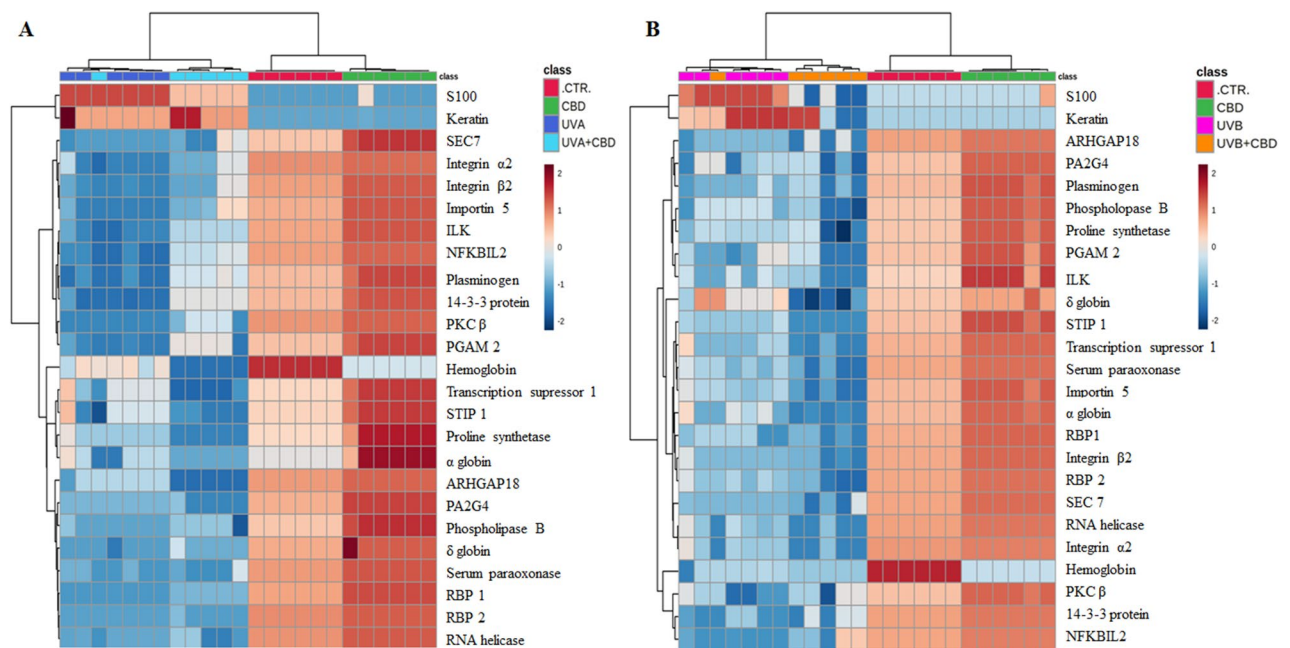 A
class
class
.CTR.
CBD
UVA
UVA+CBD
2
1
0
-1
-2
S100
Keratin
SEC7
Integrin α2
Integrin β2
Importin 5
ILK
NFKBIL2
Plasminogen
14-3-3 protein
PKC β
PGAM 2
Hemoglobin
Transcription supressor 1
STIP 1
Proline synthetase
α globin
ARHGAP18
PA2G4
Phospholipase B
δ globin
Serum paraoxonase
RBP 1
RBP 2
RNA helicase
B
class
class
.CTR.
CBD
UVB
UVB+CBD
2
1
0
-1
-2
S100
Keratin
ARHGAP18
PA2G4
Plasminogen
Phospholopase B
Proline synthetase
PGAM 2
ILK
δ globin
STIP 1
Transcription supressor 1
Serum paraoxonase
Importin 5
α globin
RBP1
Integrin β2
RBP 2
SEC 7
RNA helicase
Integrin α2
Hemoglobin
PKC β
14-3-3 protein
NFKBIL2